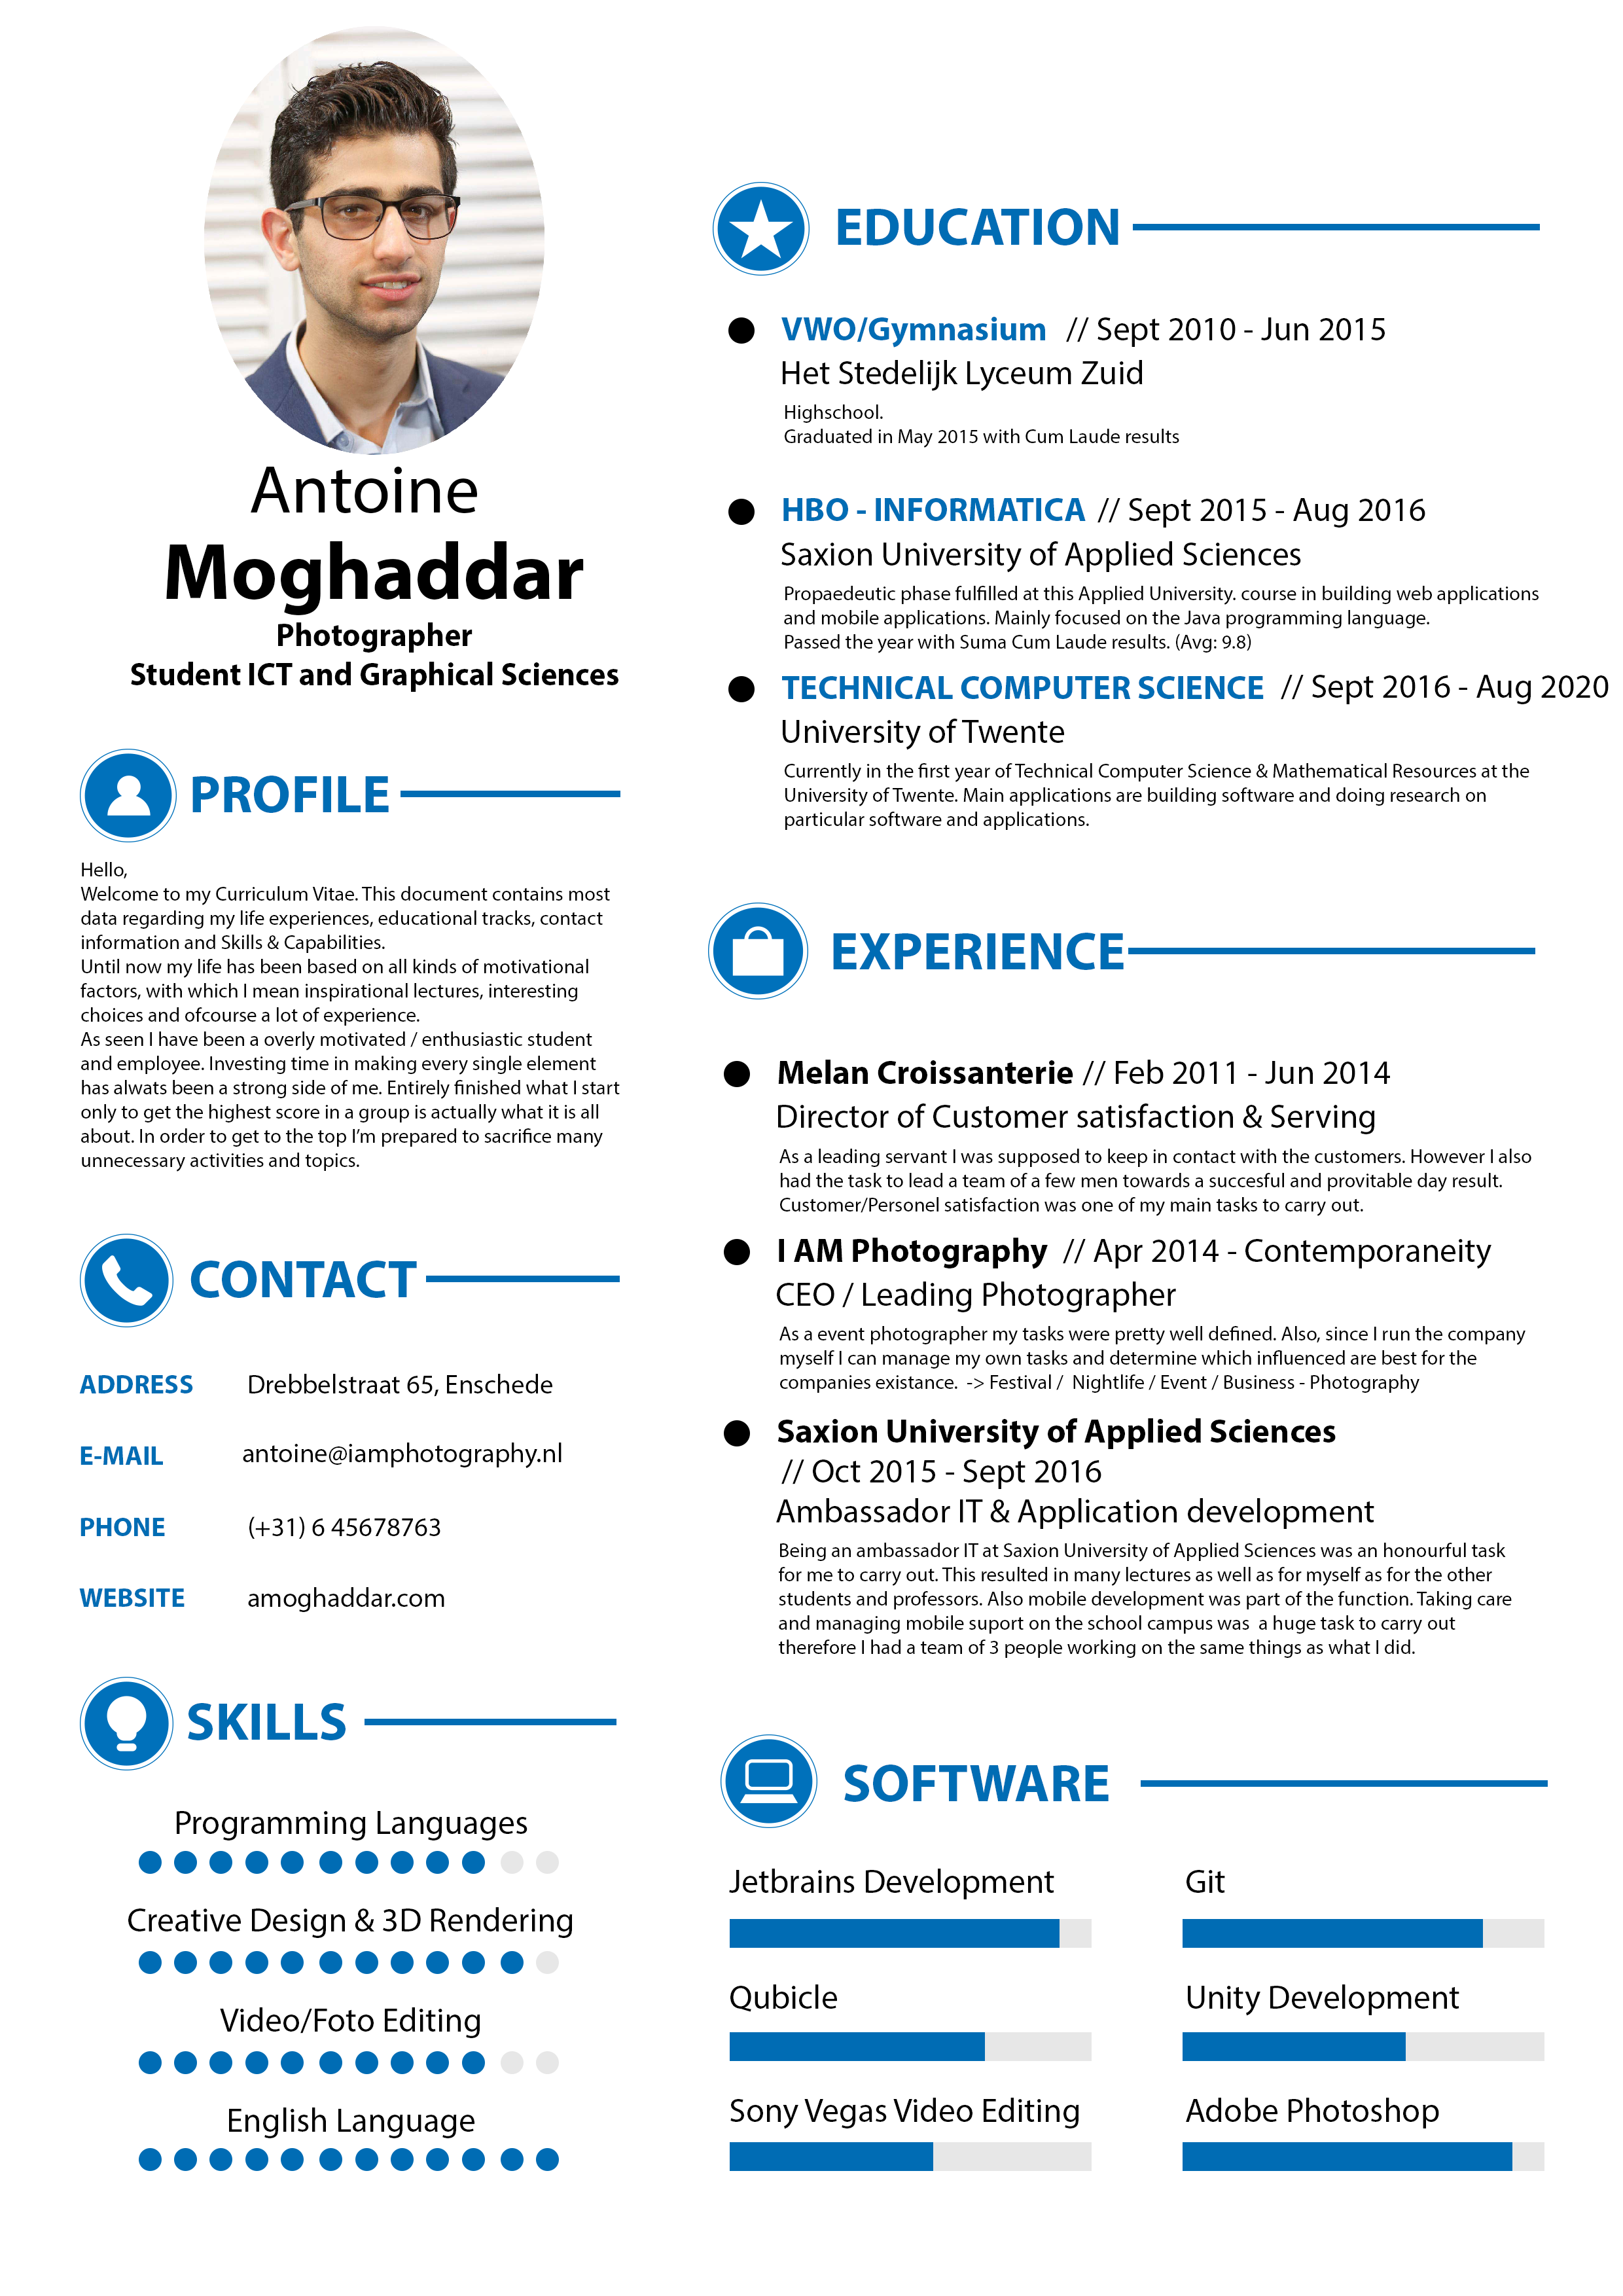 Antoine
Moghaddar
Photographer
Student ICT and Graphical Sciences
PROFILE
Hello,
Welcome to my Curriculum Vitae. This document contains most
data regarding my life experiences, educational tracks, contact
information and Skills & Capabilities.
Until now my life has been based on all kinds of motivational
factors, with which I mean inspirational lectures, interesting
choices and ofcourse a lot of experience.
As seen I have been a overly motivated / enthusiastic student
and employee. Investing time in making every single element
has alwats been a strong side of me. Entirely finished what I start
only to get the highest score in a group is actually what it is all
about. In order to get to the top I'm prepared to sacrifice many
unnecessary activities and topics.
CONTACT
ADDRESS Drebbelstraat 65, Enschede
E-MAIL antoine@iamphotography.nl
PHONE (+31) 6 45678763
WEBSITE amoghaddar.com
SKILLS
Programming Languages
Creative Design & 3D Rendering
Video/Foto Editing
English Language
EDUCATION
VWO/Gymnasium // Sept 2010 - Jun 2015
Het Stedelijk Lyceum Zuid
Highschool.
Graduated in May 2015 with Cum Laude results
HBO - INFORMATICA // Sept 2015 - Aug 2016
Saxion University of Applied Sciences
Propaedeutic phase fulfilled at this Applied University. course in building web applications
and mobile applications. Mainly focused on the Java programming language.
Passed the year with Suma Cum Laude results. (Avg: 9.8)
TECHNICAL COMPUTER SCIENCE // Sept 2016 - Aug 2020
University of Twente
Currently in the first year of Technical Computer Science & Mathematical Resources at the
University of Twente. Main applications are building software and doing research on
particular software and applications.
EXPERIENCE
Melan Croissanterie // Feb 2011 - Jun 2014
Director of Customer satisfaction & Serving
As a leading servant I was supposed to keep in contact with the customers. However I also
had the task to lead a team of a few men towards a succesful and provitable day result.
Customer/Personel satisfaction was one of my main tasks to carry out.
I AM Photography // Apr 2014 - Contemporaneity
CEO / Leading Photographer
As a event photographer my tasks were pretty well defined. Also, since I run the company
myself I can manage my own tasks and determine which influenced are best for the
companies existance. -> Festival / Nightlife / Event / Business - Photography
Saxion University of Applied Sciences
// Oct 2015 - Sept 2016
Ambassador IT & Application development
Being an ambassador IT at Saxion University of Applied Sciences was an honourful task
for me to carry out. This resulted in many lectures as well as for myself as for the other
students and professors. Also mobile development was part of the function. Taking care
and managing mobile suport on the school campus was a huge task to carry out
therefore I had a team of 3 people working on the same things as what I did.
SOFTWARE
Jetbrains Development
Git
Qubicle
Unity Development
Sony Vegas Video Editing
Adobe Photoshop